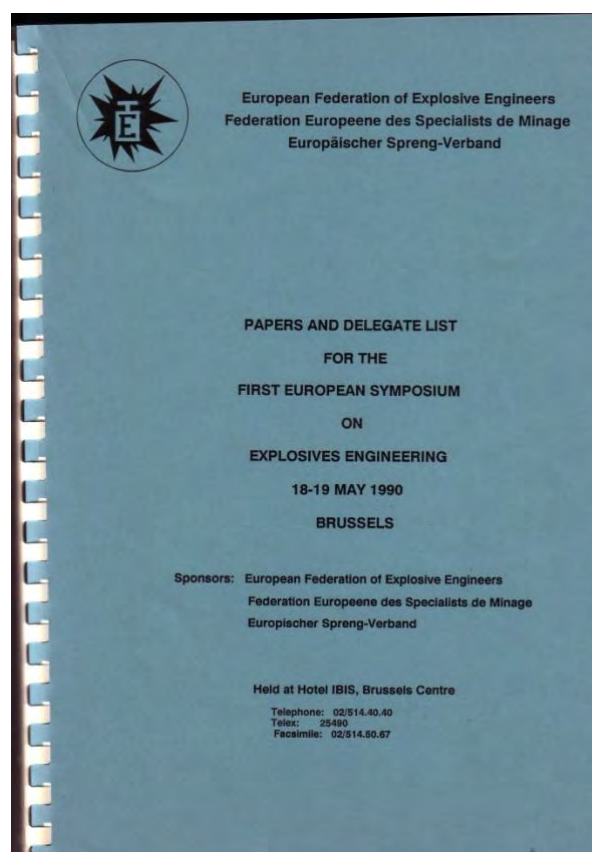 European Federation of Explosive Engineers
Federation Europeene des Specialists de Minage
Europäischer Spreng-Verband
E
PAPERS AND DELEGATE LIST
FOR THE
FIRST EUROPEAN SYMPOSIUM
ON
EXPLOSIVES ENGINEERING
18-19 MAY 1990
BRUSSELS
Sponsors: European Federation of Explosive Engineers
Federation Europeene des Specialists de Minage
Europischer Spreng-Verband
Held at Hotel IBIS, Brussels Centre
Telephone: 02/514.40.40
Telex: 25490
Facsimile: 02/514.50.67